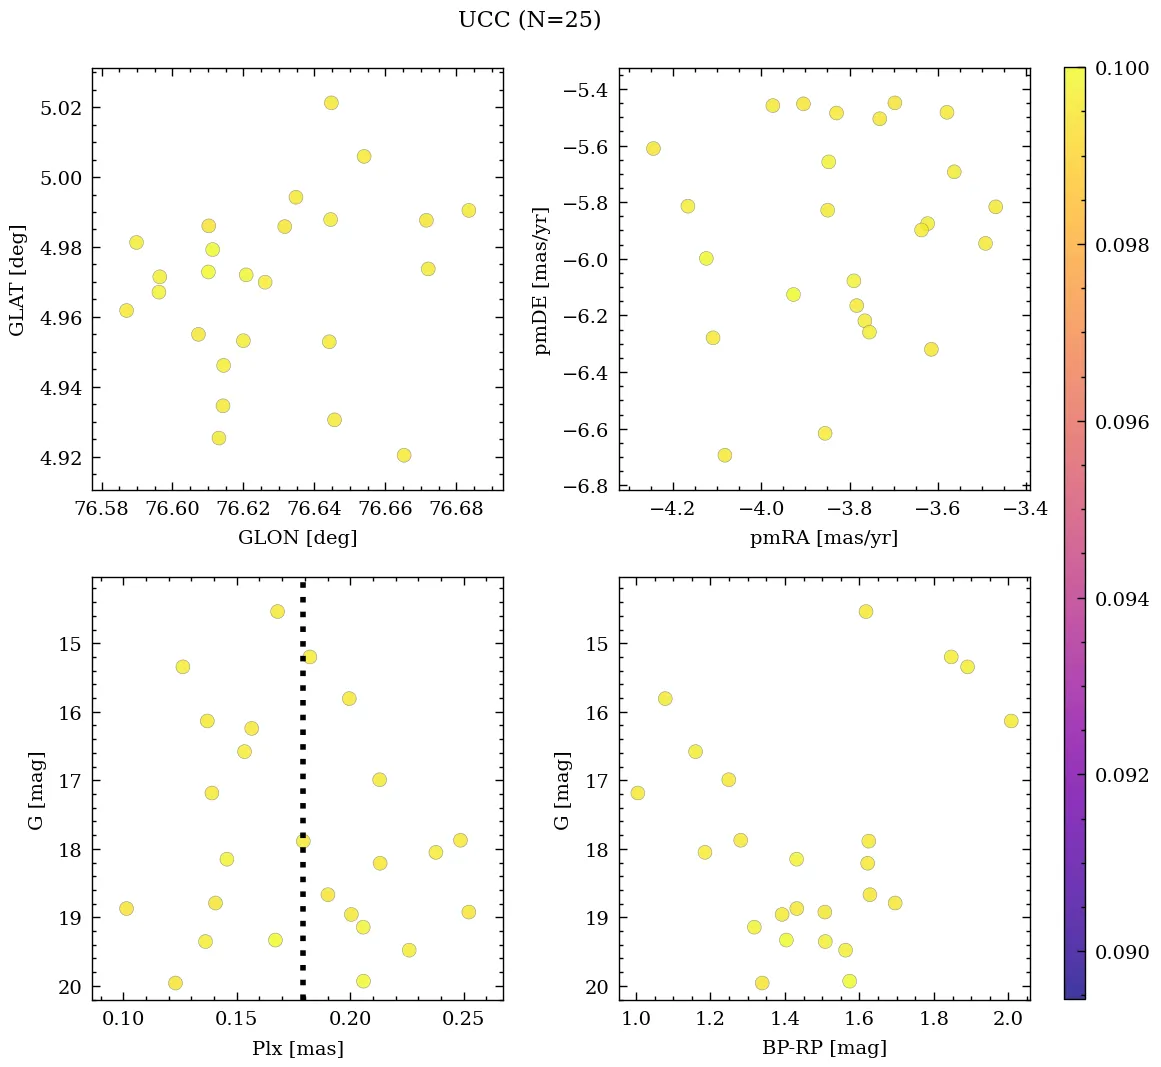 UCC (N=25)
5.02
5.00
4.98
4.96
4.94
4.92
GLAT [deg]
76.58 76.60 76.62 76.64 76.66 76.68
GLON [deg]
−5.4
−5.6
−5.8
−6.0
−6.2
−6.4
−6.6
−6.8
pmDE [mas/yr]
−4.2 −4.0 −3.8 −3.6 −3.4
pmRA [mas/yr]
15
16
17
18
19
20
G [mag]
0.10 0.15 0.20 0.25
Plx [mas]
15
16
17
18
19
20
G [mag]
1.0 1.2 1.4 1.6 1.8 2.0
BP-RP [mag]
0.100
0.098
0.096
0.094
0.092
0.090